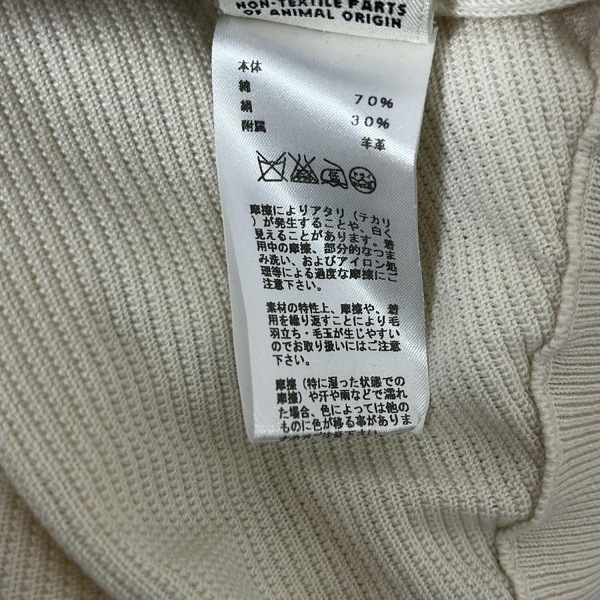 NON-TEXTILE PARTS
OF ANIMAL ORIGIN
本体
綿 70%
絹 30%
附属 羊革
摩擦によりアタリ（テカリ
）が発生することや、白く
見えることがあります。着
用中の摩擦、部分的なつま
み洗い、およびアイロン処
理等による過度な摩擦にご
注意下さい。
素材の特性上、摩擦や、着
用を繰り返すことにより毛
羽立ち・毛玉が生じやすい
のでお取り扱いにはご注意
下さい。
摩擦（特に湿った状態での
摩擦）や汗や雨などで濡れ
た場合、色によっては他の
ものに色が移る事がありま